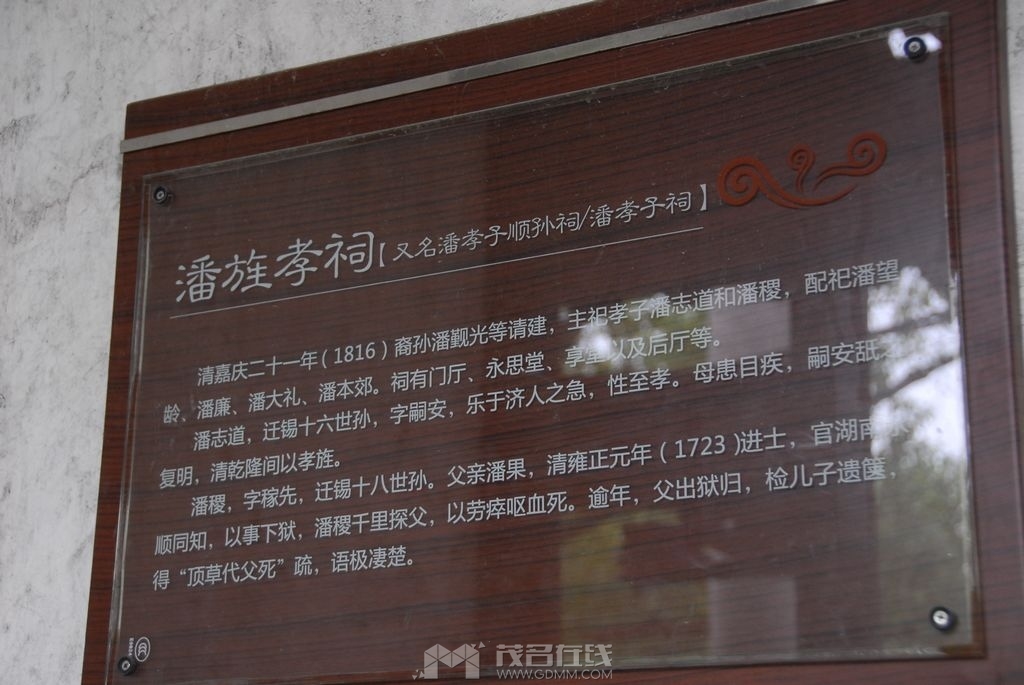 潘旌孝祠【又名潘孝子顺孙祠/潘孝子祠】
清嘉庆二十一年(1816)裔孙潘觐光等请建，主祀孝子潘志道和潘稷，配祀潘望
龄、潘廉、潘大礼、潘本郊。祠有门厅、永思堂、享堂以及后厅等。
潘志道，迁锡十六世孙，字嗣安，乐于济人之急，性至孝。母患目疾，嗣安舐
复明，清乾隆间以孝旌。
潘稷，字稼先，迁锡十八世孙。父亲潘果，清雍正元年(1723)进士，官湖南永
顺同知，以事下狱，潘稷千里探父，以劳瘁呕血死。逾年，父出狱归，检儿子遗箧，
得“顶草代父死”疏，语极凄楚。
茂名在线
WWW.GDMM.COM